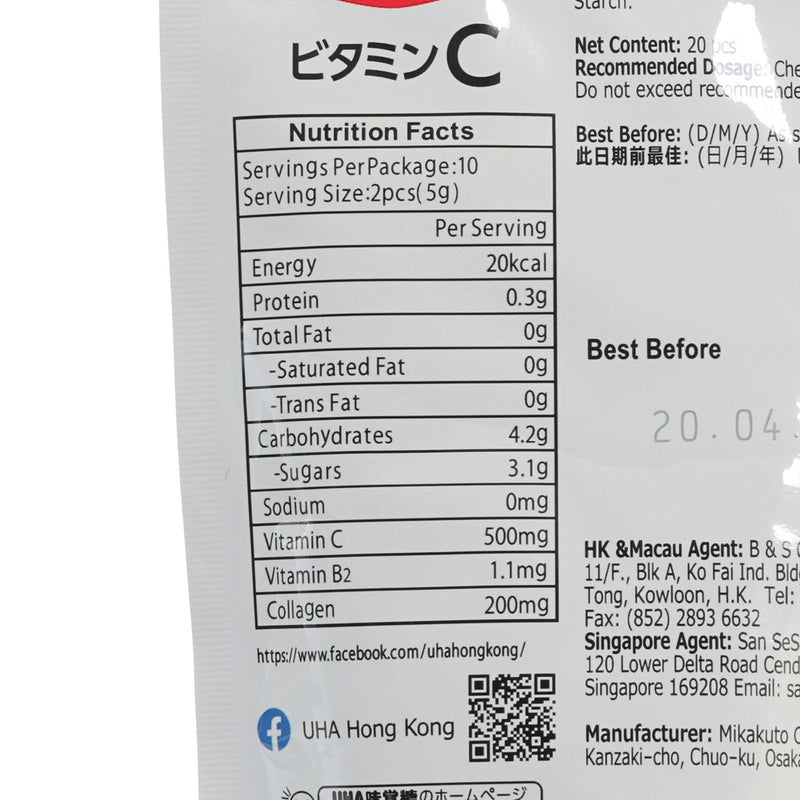 ビタミンC
Nutrition Facts
Servings PerPackage:10
Serving Size:2pcs(5g)
Per Serving
Energy 20kcal
Protein 0.3g
Total Fat 0g
-Saturated Fat 0g
-Trans Fat 0g
Carbohydrates 4.2g
-Sugars 3.1g
Sodium 0mg
Vitamin C 500mg
Vitamin B2 1.1mg
Collagen 200mg
https://www.facebook.com/uhahongkong/
UHA Hong Kong
UHA味覚糖のホームページ
Starch.
Net Content: 20 pcs
Recommended Dosage: Che
Do not exceed recommende
Best Before: (D/M/Y) As s
此日期前最佳: (日/月/年)
Best Before
20.04.
HK &Macau Agent: B & S
11/F., Blk A, Ko Fai Ind. Bld
Tong, Kowloon, H.K. Tel:
Fax: (852) 2893 6632
Singapore Agent: San SeS
120 Lower Delta Road Cend
Singapore 169208 Email: sa
Manufacturer: Mikakuto
Kanzaki-cho, Chuo-ku, Osaka